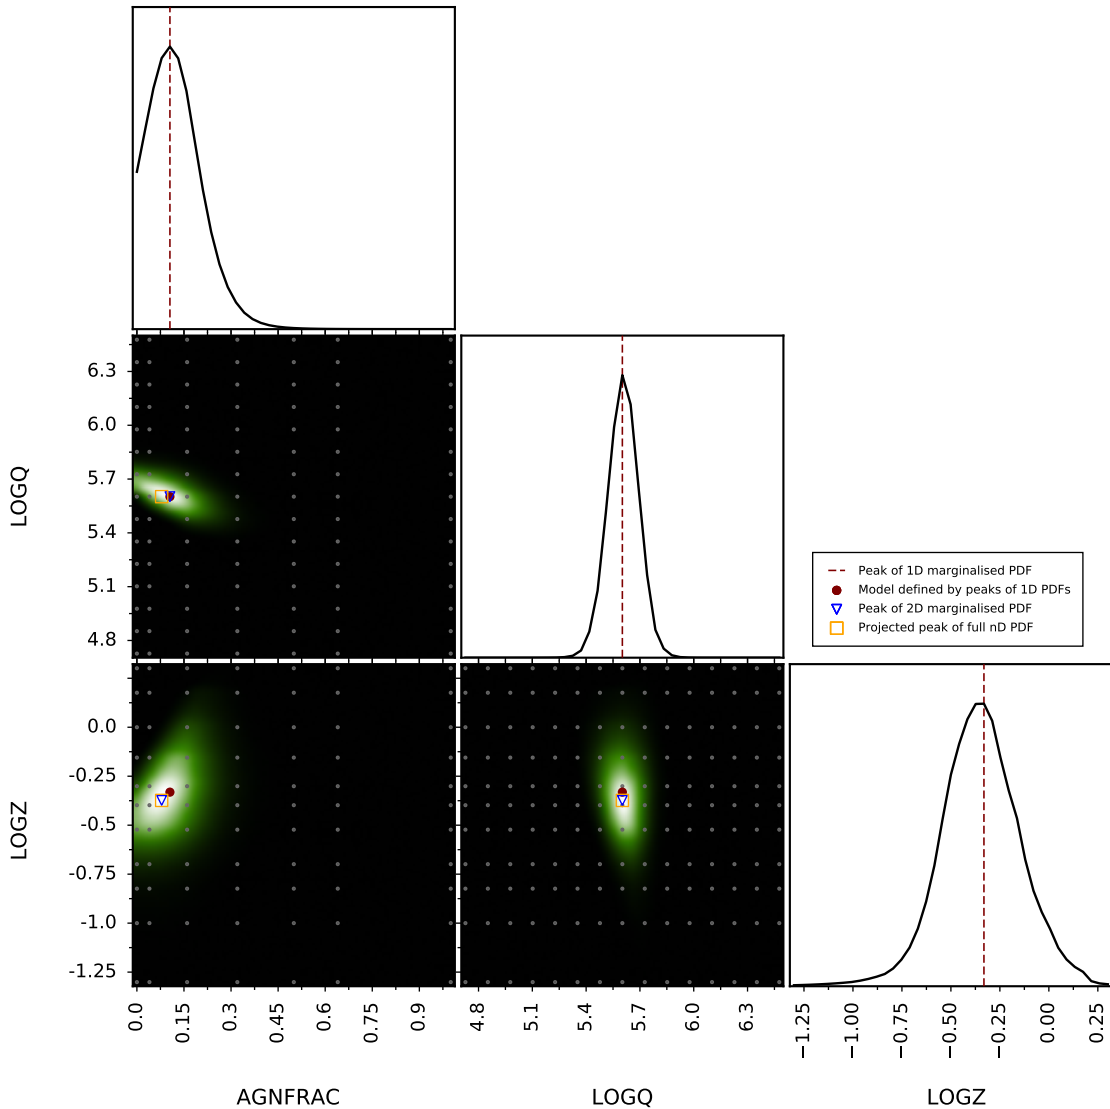 LOGQ
6.3
6.0
5.7
5.4
5.1
4.8
Peak of 1D marginalised PDF
Model defined by peaks of 1D PDFs
Peak of 2D marginalised PDF
Projected peak of full nD PDF
LOGZ
0.0
-0.25
-0.5
-0.75
-1.0
-1.25
0.0 0.15 0.3 0.45 0.6 0.75 0.9
4.8 5.1 5.4 5.7 6.0 6.3
−1.25 −1.00 −0.75 −0.50 −0.25 0.00 0.25
AGNFRAC LOGQ LOGZ